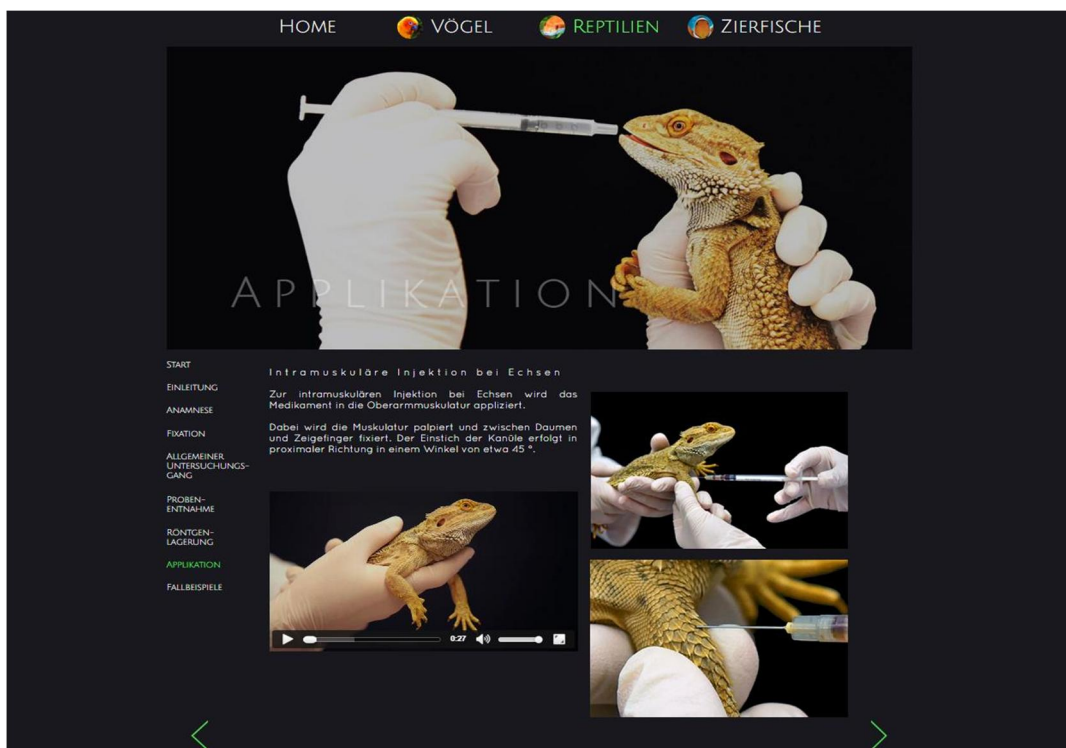 HOME VÖGEL REPTILIEN ZIERFISCHE
APPLIKATION
START
EINLEITUNG
ANAMNESE
FIXATION
ALLGEMEINER
UNTERSUCHUNGS-
GANG
PROBEN-
ENTNAHME
RÖNTGEN-
LAGERUNG
APPLIKATION
FALLBEISPIELE
Intramuskuläre Injektion bei Echsen
Zur intramuskulären Injektion bei Echsen wird das
Medikament in die Oberarmmuskulatur appliziert.
Dabei wird die Muskulatur palpiert und zwischen Daumen
und Zeigefinger fixiert. Der Einstich der Kanüle erfolgt in
proximaler Richtung in einem Winkel von etwa 45 °.
0:27